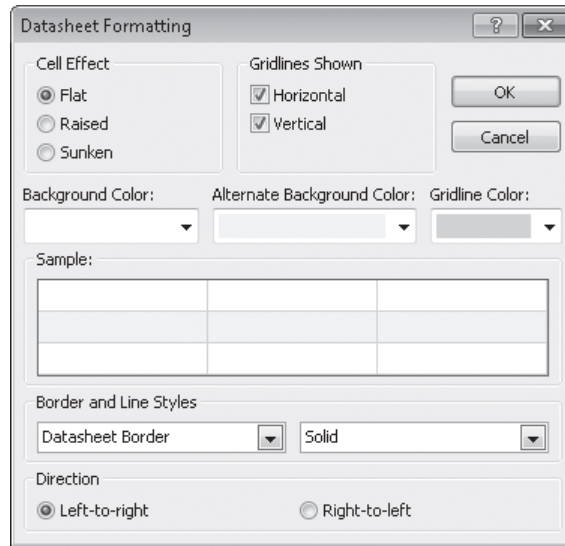 Datasheet Formatting
Cell Effect
Flat
Raised
Sunken
Gridlines Shown
Horizontal
Vertical
OK
Cancel
Background Color:
Alternate Background Color:
Gridline Color:
Sample:
Border and Line Styles
Datasheet Border
Solid
Direction
Left-to-right
Right-to-left